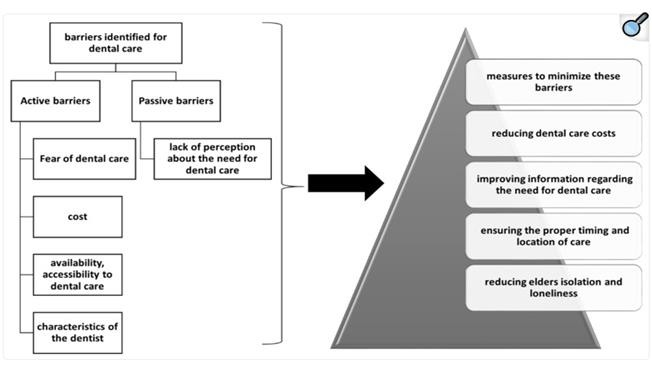 barriers identified for
dental care
Active barriers
Passive barriers
Fear of dental care
lack of perception
about the need for
dental care
cost
availability,
accessibility to
dental care
characteristics of
the dentist
measures to minimize these
barriers
reducing dental care costs
improving information regarding
the need for dental care
ensuring the proper timing and
location of care
reducing elders isolation and
loneliness